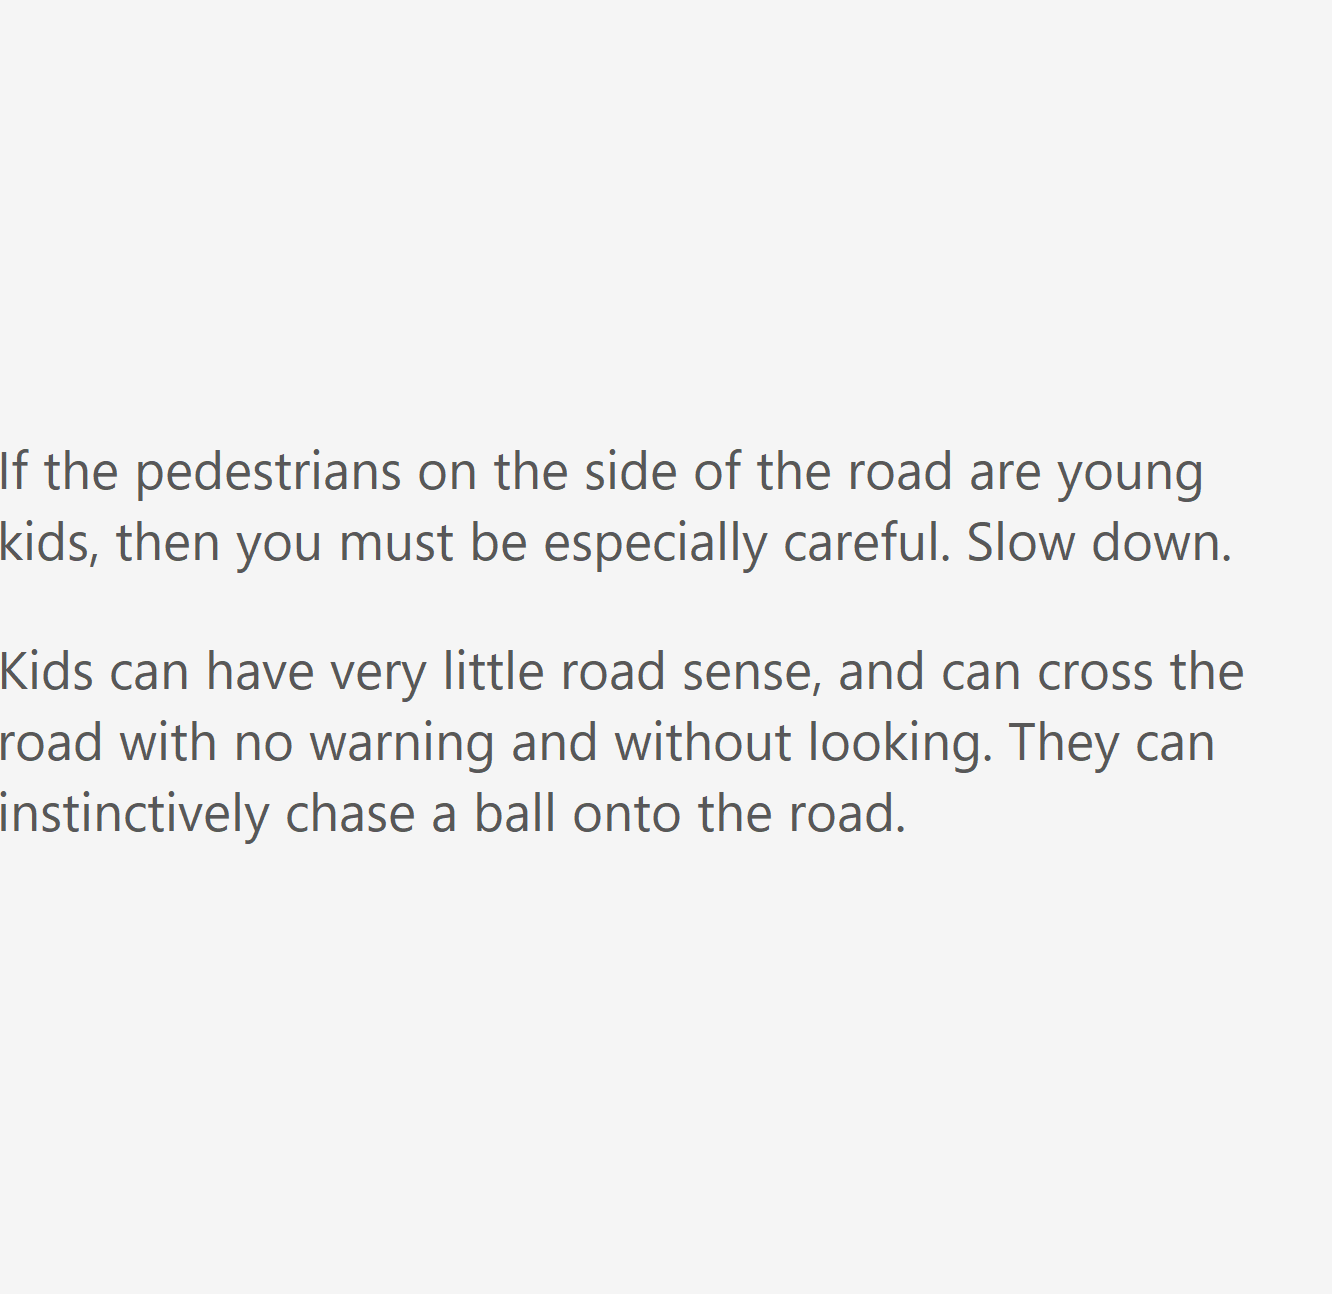 If the pedestrians on the side of the road are young
kids, then you must be especially careful. Slow down.
Kids can have very little road sense, and can cross the
road with no warning and without looking. They can
instinctively chase a ball onto the road.